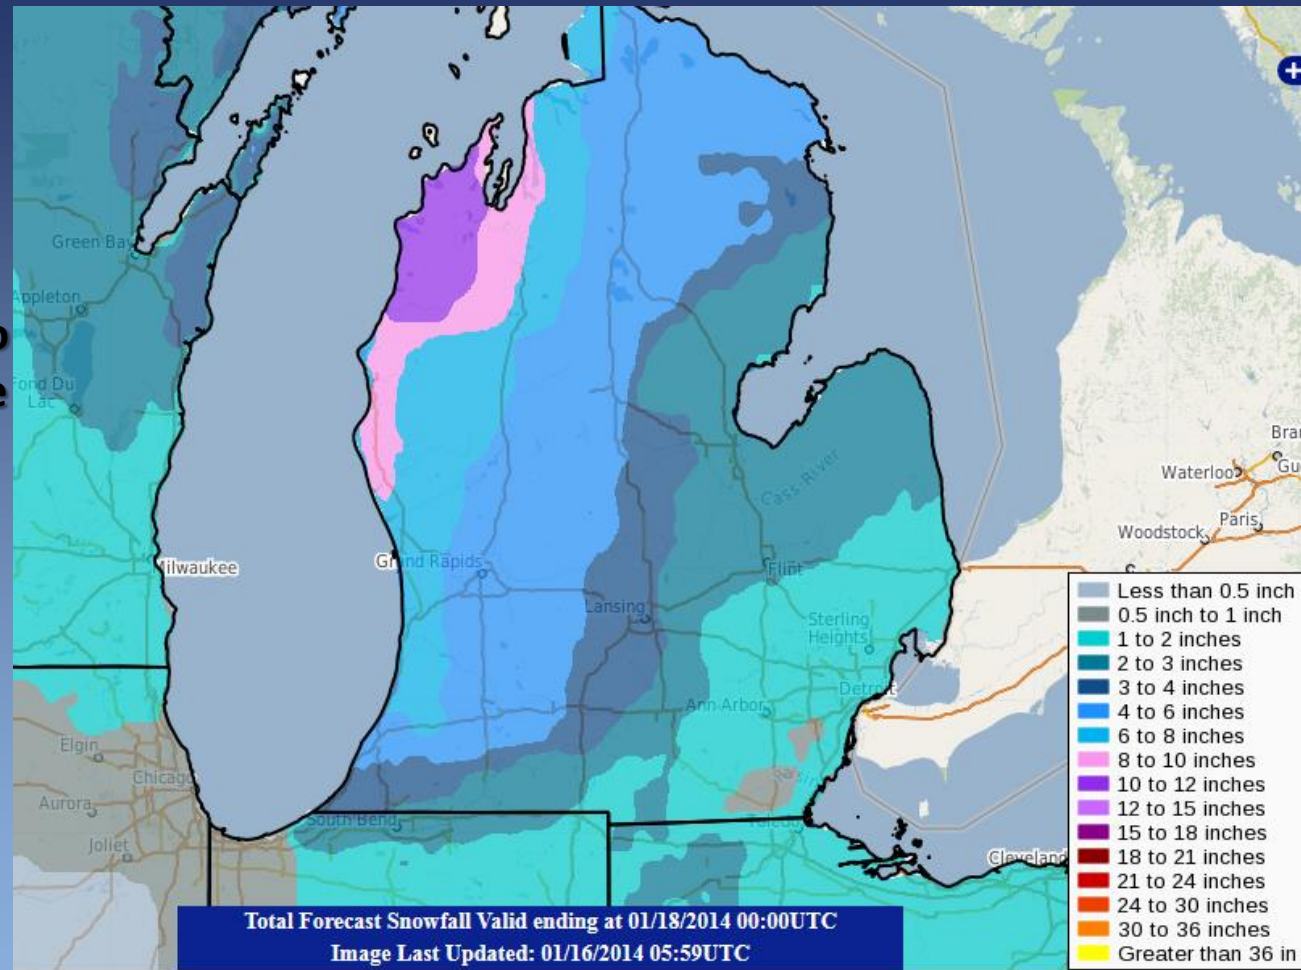 Green Bay
Appleton
Fond Du
Lac
Milwaukee
Elgin
Chicago
Aurora
Joliet
Grand Rapids
Lansing
Cass River
Flint
Sterling
Heights
Detroit
Ann Arbor
South Bend
Toledo
Cleveland
Waterloo
Woodstock
Paris
Bra
Gu
+
o
e
Less than 0.5 inch
0.5 inch to 1 inch
1 to 2 inches
2 to 3 inches
3 to 4 inches
4 to 6 inches
6 to 8 inches
8 to 10 inches
10 to 12 inches
12 to 15 inches
15 to 18 inches
18 to 21 inches
21 to 24 inches
24 to 30 inches
30 to 36 inches
Greater than 36 in
Total Forecast Snowfall Valid ending at 01/18/2014 00:00UTC
Image Last Updated: 01/16/2014 05:59UTC